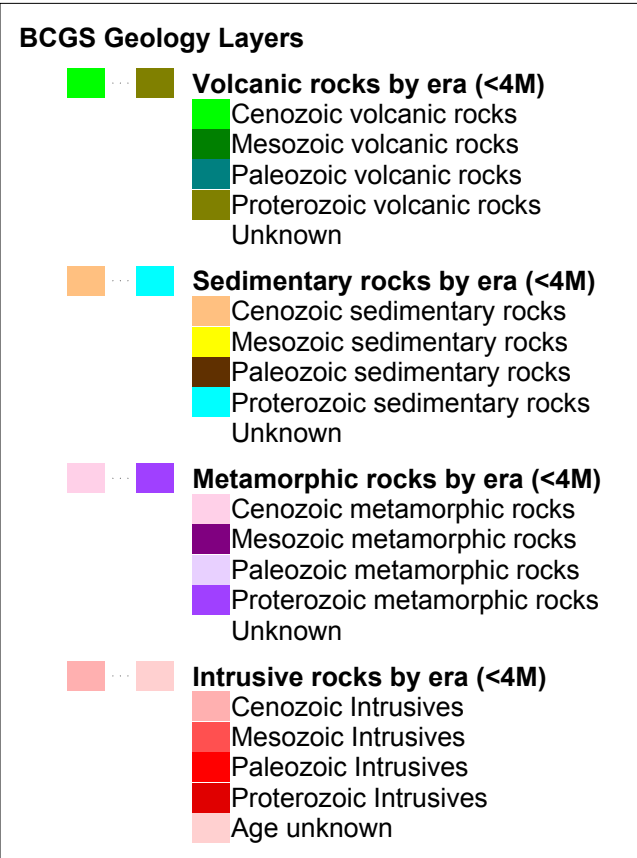 BCGS Geology Layers
Volcanic rocks by era (<4M)
Cenozoic volcanic rocks
Mesozoic volcanic rocks
Paleozoic volcanic rocks
Proterozoic volcanic rocks
Unknown
Sedimentary rocks by era (<4M)
Cenozoic sedimentary rocks
Mesozoic sedimentary rocks
Paleozoic sedimentary rocks
Proterozoic sedimentary rocks
Unknown
Metamorphic rocks by era (<4M)
Cenozoic metamorphic rocks
Mesozoic metamorphic rocks
Paleozoic metamorphic rocks
Proterozoic metamorphic rocks
Unknown
Intrusive rocks by era (<4M)
Cenozoic Intrusives
Mesozoic Intrusives
Paleozoic Intrusives
Proterozoic Intrusives
Age unknown